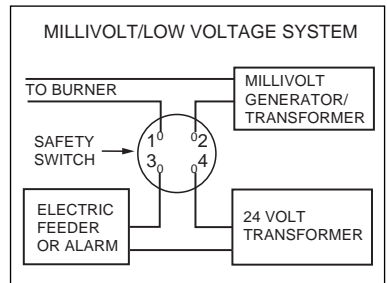 MILLIVOLT/LOW VOLTAGE SYSTEM
TO BURNER
MILLIVOLT
GENERATOR/
TRANSFORMER
SAFETY
SWITCH
1 2
3 4
ELECTRIC
FEEDER
OR ALARM
24 VOLT
TRANSFORMER